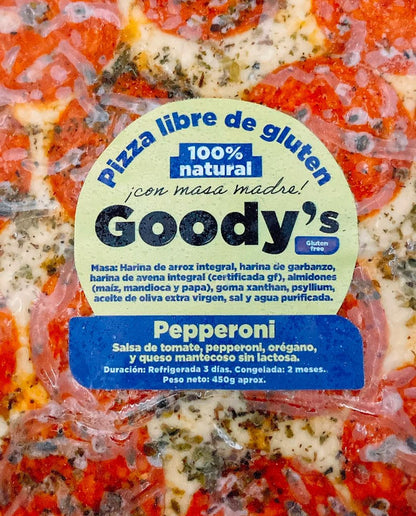 Pizza libre de gluten
100%
natural
¡con masa madre!
Goody's
Gluten
free
Masa: Harina de arroz integral, harina de garbanzo,
harina de avena integral (certificada gf), almidones
(maíz, mandioca y papa), goma xanthan, psyllium,
aceite de oliva extra virgen, sal y agua purificada.
Pepperoni
Salsa de tomate, pepperoni, orégano,
y queso mantecoso sin lactosa.
Duración: Refrigerada 3 días. Congelada: 2 meses.
Peso neto: 450g aprox.